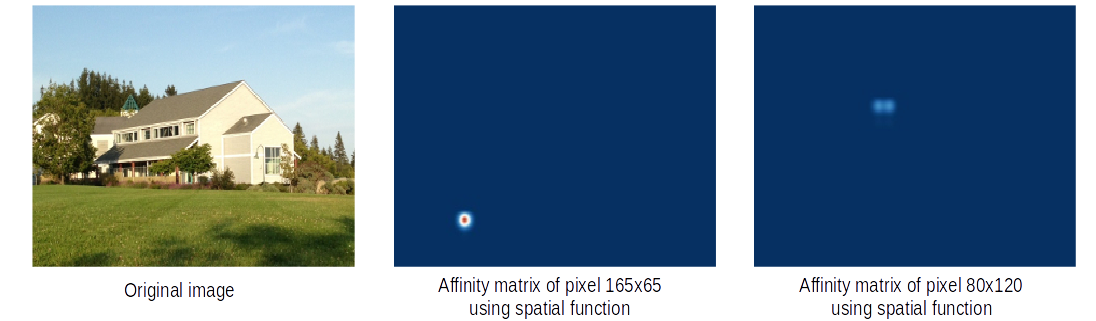 Original image
Affinity matrix of pixel 165x65
using spatial function
Affinity matrix of pixel 80x120
using spatial function